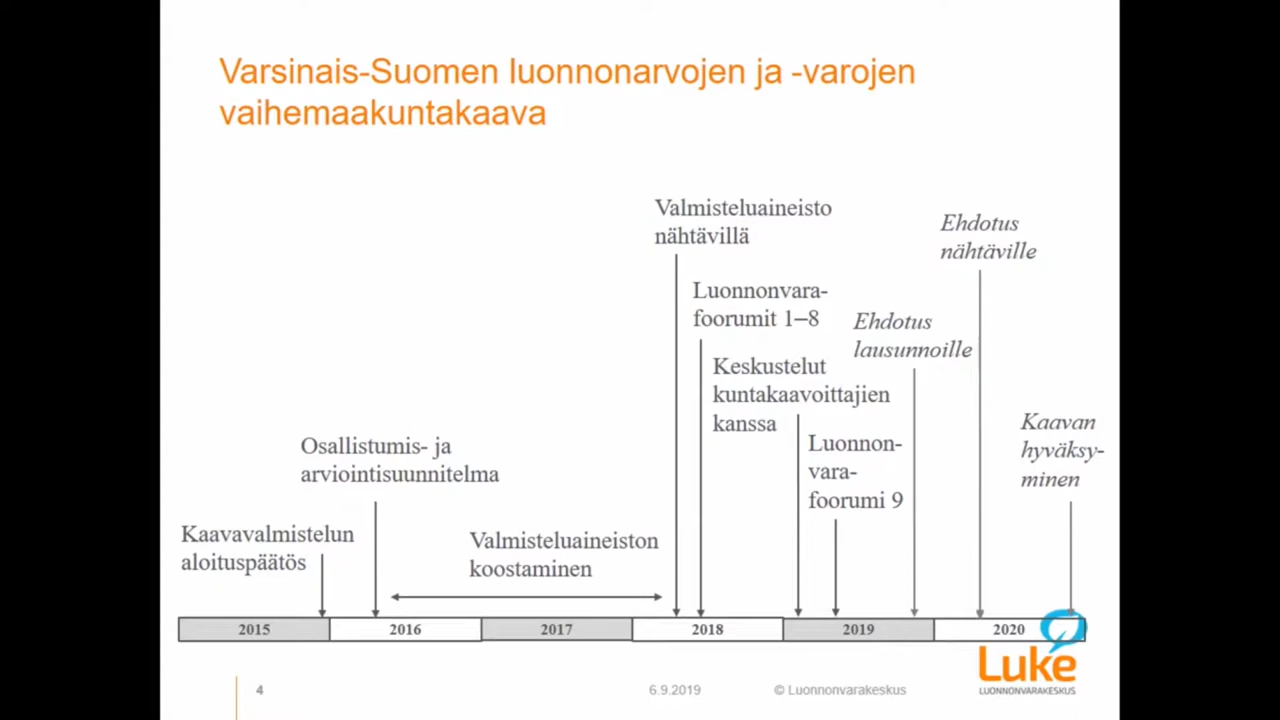 Varsinais-Suomen luonnonarvojen ja -varojen
vaihemaakuntakaava
Valmisteluaineisto
nähtävillä
Ehdotus
nähtäville
Luonnonvara-
foorumit 1–8
Ehdotus
lausunnoille
Keskustelut
kuntakaavoittajien
kanssa
Luonnon-
vara-
foorumi 9
Kaavan
hyväksy-
minen
Osallistumis- ja
arviointisuunnitelma
Kaavavalmistelun
aloituspäätös
Valmisteluaineiston
koostaminen
2015
2016
2017
2018
2019
2020
4
6.9.2019
© Luonnonvarakeskus
Luke
LUONNONVARAKESKUS